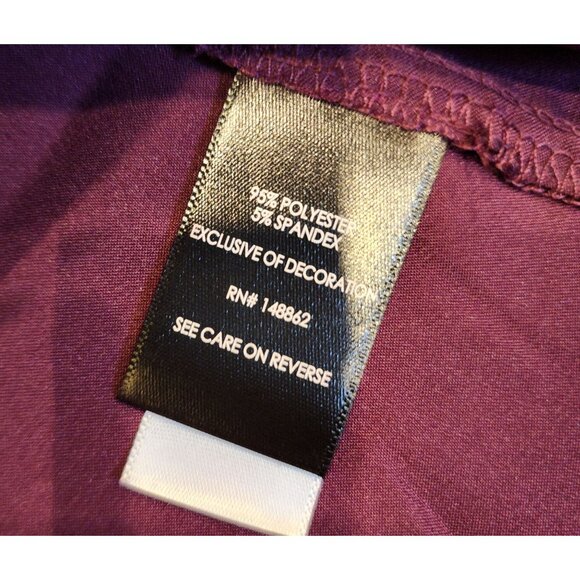 95% POLYESTER
5% SPANDEX
EXCLUSIVE OF DECORATION
RN# 148862
SEE CARE ON REVERSE